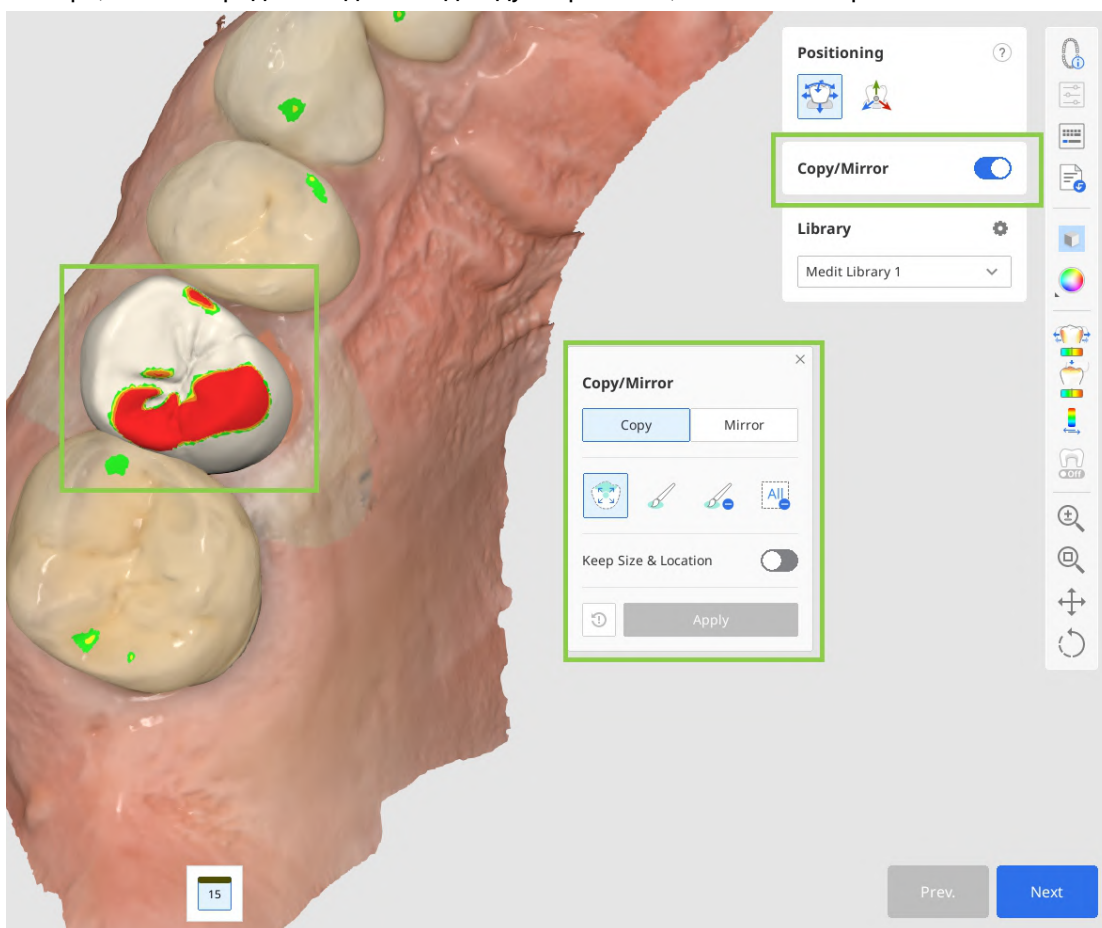 Positioning
?
Copy/Mirror
Library
Medit Library 1
Copy/Mirror
Copy Mirror
All
Keep Size & Location
Apply
Off
15
Prev. Next